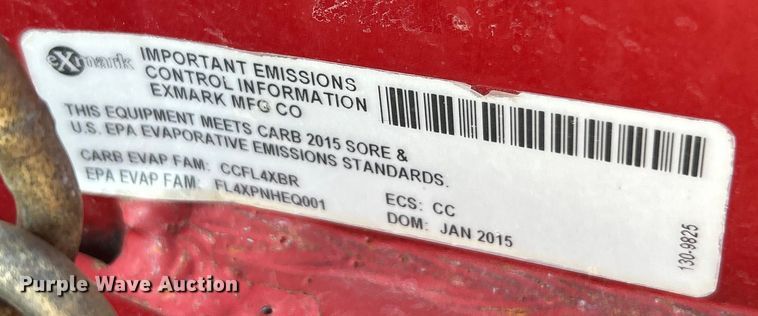 eXmark
IMPORTANT EMISSIONS
CONTROL INFORMATION
EXMARK MFG CO
THIS EQUIPMENT MEETS CARB 2015 SORE &
U.S. EPA EVAPORATIVE EMISSIONS STANDARDS.
CARB EVAP FAM: CCFL4XBR
EPA EVAP FAM: FL4XPNHEQ001
ECS: CC
DOM: JAN 2015
130-9825
Purple Wave Auction